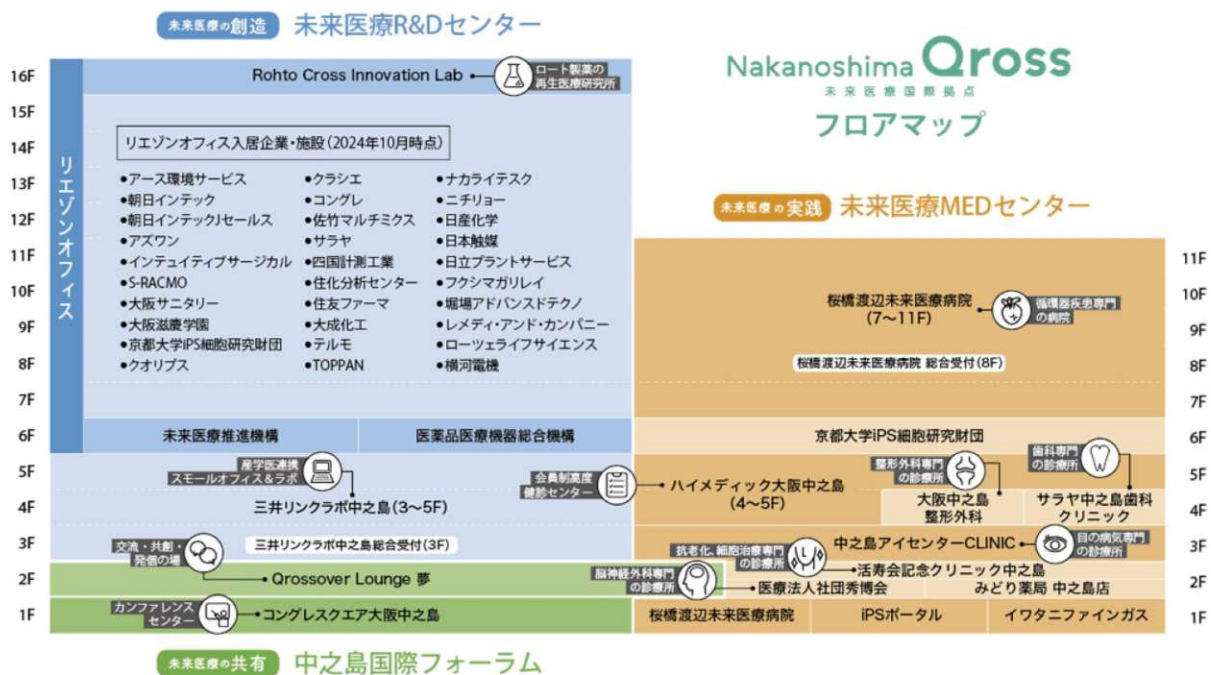 未来医療の創造 未来医療R&Dセンター
Nakanoshima Qross
未来医療国際拠点
フロアマップ
16F
15F
14F
13F
12F
11F
10F
9F
8F
7F
6F
5F
4F
3F
2F
1F
リエゾンオフィス
Rohto Cross Innovation Lab
ロート製薬の
再生医療研究所
リエゾンオフィス入居企業・施設(2024年10月時点)
●アース環境サービス
●朝日インテック
●朝日インテックJセールス
●アズワン
●インテュイティブサージカル
●S-RACMO
●大阪サニタリー
●大阪滋慶学園
●京都大学iPS細胞研究財団
●クオリプス
●クラシエ
●コングレ
●佐竹マルチミクス
●サラヤ
●四国計測工業
●住化分析センター
●住友ファーマ
●大成化工
●テルモ
●TOPPAN
●ナカライテスク
●ニチリョー
●日産化学
●日本触媒
●日立プラントサービス
●フクシマガリレイ
●堀場アドバンスドテクノ
●レメディ・アンド・カンパニー
●ローツェライフサイエンス
●横河電機
未来医療推進機構
医薬品医療機器総合機構
産学医連携
スモールオフィス&ラボ
三井リンクラボ中之島(3〜5F)
三井リンクラボ中之島総合受付(3F)
交流・共創・
発信の場
Qrossover Lounge 夢
カンファレンス
センター
コングレスクエア大阪中之島
未来医療の共有 中之島国際フォーラム
未来医療の実践 未来医療MEDセンター
桜橋渡辺未来医療病院
(7〜11F)
循環器疾患専門
の病院
桜橋渡辺未来医療病院 総合受付(8F)
京都大学iPS細胞研究財団
会員制高度
健診センター
ハイメディック大阪中之島
(4〜5F)
整形外科専門
の診療所
大阪中之島
整形外科
歯科専門
の診療所
サラヤ中之島歯科
クリニック
中之島アイセンターCLINIC
目の病気専門
の診療所
抗老化、細胞治療専門
の診療所
活寿会記念クリニック中之島
脳神経外科専門
の診療所
医療法人社団秀博会
みどり薬局 中之島店
桜橋渡辺未来医療病院
iPSポータル
イワタニファインガス
11F
10F
9F
8F
7F
6F
5F
4F
3F
2F
1F